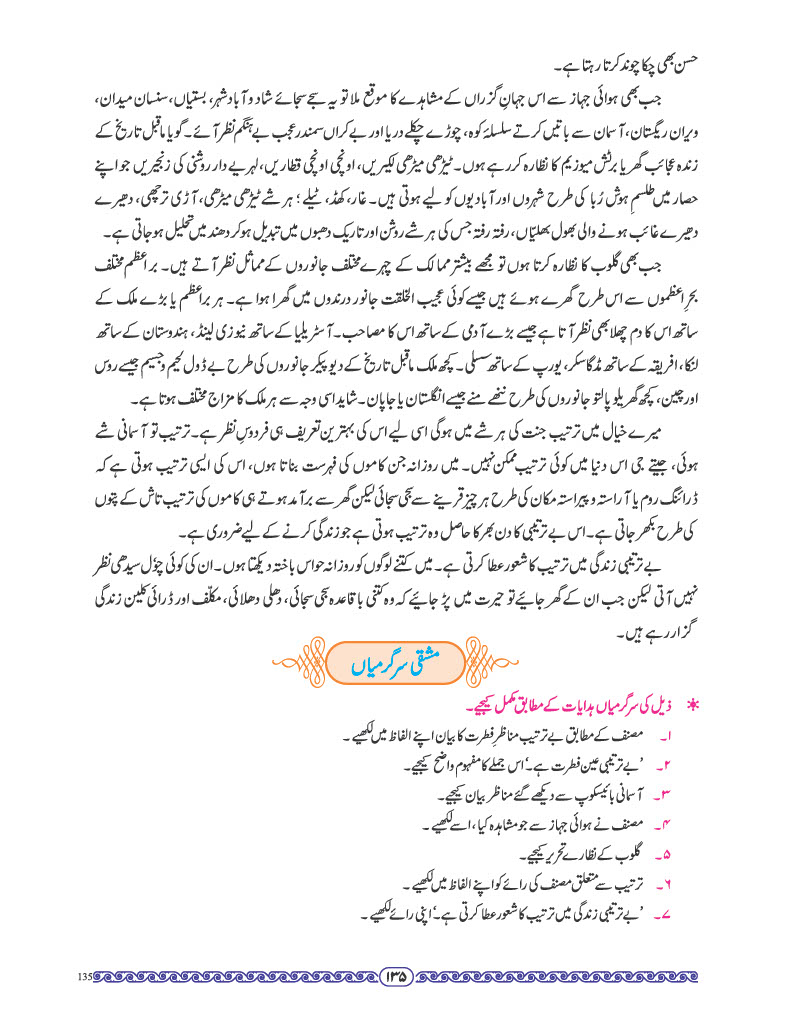 حسن بھی چکا چوند کرتا رہتا ہے۔
جب بھی ہوائی جہاز سے اس جہانِ گزراں کے مشاہدے کا موقع ملا تو یہ سجے سجائے شاد و آباد شہر، بستیاں، سنسان میدان،
ویران ریگستان، آسمان سے باتیں کرتے سلسلۂ کوہ، چوڑے چکلے دریا اور بے کراں سمندر عجب بے ہنگم نظر آئے۔ گویا ماقبل تاریخ کے
زندہ عجائب گھر یا برٹش میوزیم کا نظارہ کر رہے ہوں۔ ٹیڑھی میڑھی لکیریں، اونچی اونچی قطاریں، لہریے دار روشنی کی زنجیریں جو اپنے
حصار میں طلسمِ ہوش رُبا کی طرح شہروں اور آبادیوں کو لیے ہوتی ہیں۔ غار، کھڈ، ٹیلے؛ ہر شے ٹیڑھی میڑھی، آڑی ترچھی، دھیرے
دھیرے غائب ہونے والی بھول بھلیّاں، رفتہ رفتہ جس کی ہر شے روشن اور تاریک دھبوں میں تبدیل ہو کر دھند میں تحلیل ہو جاتی ہے۔
جب بھی گلوب کا نظارہ کرتا ہوں تو مجھے بیشتر ممالک کے چہرے مختلف جانوروں کے مماثل نظر آتے ہیں۔ برِاعظم مختلف
بحرِاعظموں سے اس طرح گھرے ہوئے ہیں جیسے کوئی عجیب الخلقت جانور درندوں میں گھرا ہوا ہے۔ ہر برِاعظم یا بڑے ملک کے
ساتھ اس کا دم چھلا بھی نظر آتا ہے جیسے بڑے آدمی کے ساتھ اس کا مصاحب۔ آسٹریلیا کے ساتھ نیوزی لینڈ، ہندوستان کے ساتھ
لنکا، افریقہ کے ساتھ مڈغاسکر، یورپ کے ساتھ سسلی۔ کچھ ملک ماقبل تاریخ کے دیو پیکر جانوروں کی طرح بے ڈول لحیم و جسیم جیسے روس
اور چین، کچھ گھریلو پالتو جانوروں کی طرح ننھے منے جیسے انگلستان یا جاپان۔ شاید اسی وجہ سے ہر ملک کا مزاج مختلف ہوتا ہے۔
میرے خیال میں ترتیب جنت کی ہر شے میں ہوگی اسی لیے اس کی بہترین تعریف ہی فردوسِ نظر ہے۔ ترتیب تو آسمانی شے
ہوئی، جیتے جی اس دنیا میں کوئی ترتیب ممکن نہیں۔ میں روزانہ جن کاموں کی فہرست بناتا ہوں، اس کی ایسی ترتیب ہوتی ہے کہ
ڈرائنگ روم یا آراستہ و پیراستہ مکان کی طرح ہر چیز قرینے سے سجی سجائی لیکن گھر سے برآمد ہوتے ہی کاموں کی ترتیب تاش کے پتوں
کی طرح بکھر جاتی ہے۔ اس بے ترتیبی کا دن بھر کا حاصل وہ ترتیب ہوتی ہے جو زندگی کرنے کے لیے ضروری ہے۔
بے ترتیبی زندگی میں ترتیب کا شعور عطا کرتی ہے۔ میں کتنے لوگوں کو روزانہ حواس باختہ دیکھتا ہوں۔ ان کی کوئی چوٗل سیدھی نظر
نہیں آتی لیکن جب ان کے گھر جائیے تو حیرت میں پڑ جائیے کہ وہ کتنی باقاعدہ سجی سجائی، دھلی دھلائی، مکلّف اور ڈرائی کلین زندگی
گزار رہے ہیں۔
مشقی سرگرمیاں
* ذیل کی سرگرمیاں ہدایات کے مطابق مکمل کیجیے۔
۱۔ مصنف کے مطابق بے ترتیب مناظرِ فطرت کا بیان اپنے الفاظ میں لکھیے۔
۲۔ ’بے ترتیبی عین فطرت ہے۔‘ اس جملے کا مفہوم واضح کیجیے۔
۳۔ آسمانی بائیسکوپ سے دیکھے گئے مناظر بیان کیجیے۔
۴۔ مصنف نے ہوائی جہاز سے جو مشاہدہ کیا، اسے لکھیے۔
۵۔ گلوب کے نظارے تحریر کیجیے۔
۶۔ ترتیب سے متعلق مصنف کی رائے کو اپنے الفاظ میں لکھیے۔
۷۔ ’بے ترتیبی زندگی میں ترتیب کا شعور عطا کرتی ہے۔‘ اپنی رائے لکھیے۔
۱۳۵
135